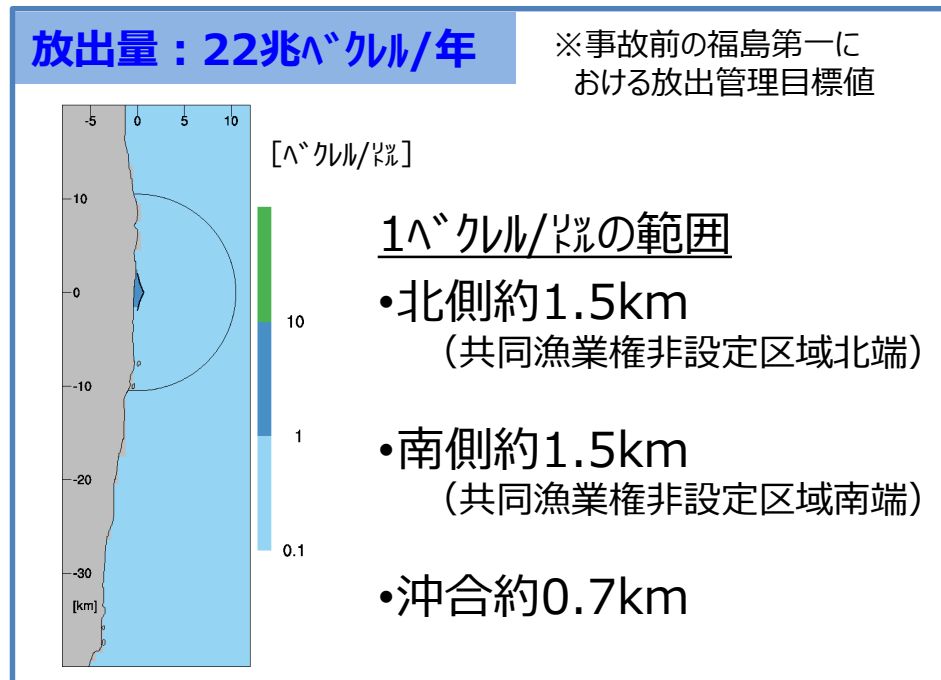 放出量：22兆ﾍﾞｸﾚﾙ/年
※事故前の福島第一に
おける放出管理目標値
-5 0 5 10
[ﾍﾞｸﾚﾙ/㍑]
10
0
-10
-20
-30
[km]
10
1
0.1
1ﾍﾞｸﾚﾙ/㍑の範囲
•北側約1.5km
（共同漁業権非設定区域北端）
•南側約1.5km
（共同漁業権非設定区域南端）
•沖合約0.7km